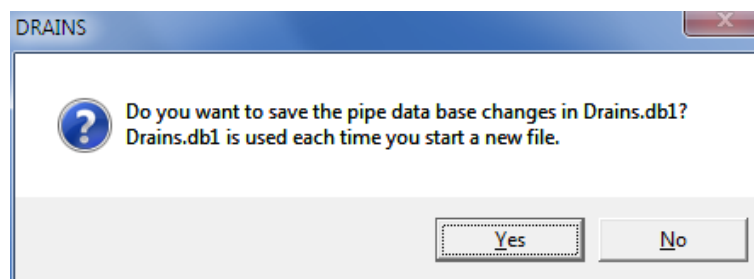 DRAINS
Do you want to save the pipe data base changes in Drains.db1?
Drains.db1 is used each time you start a new file.
Yes No